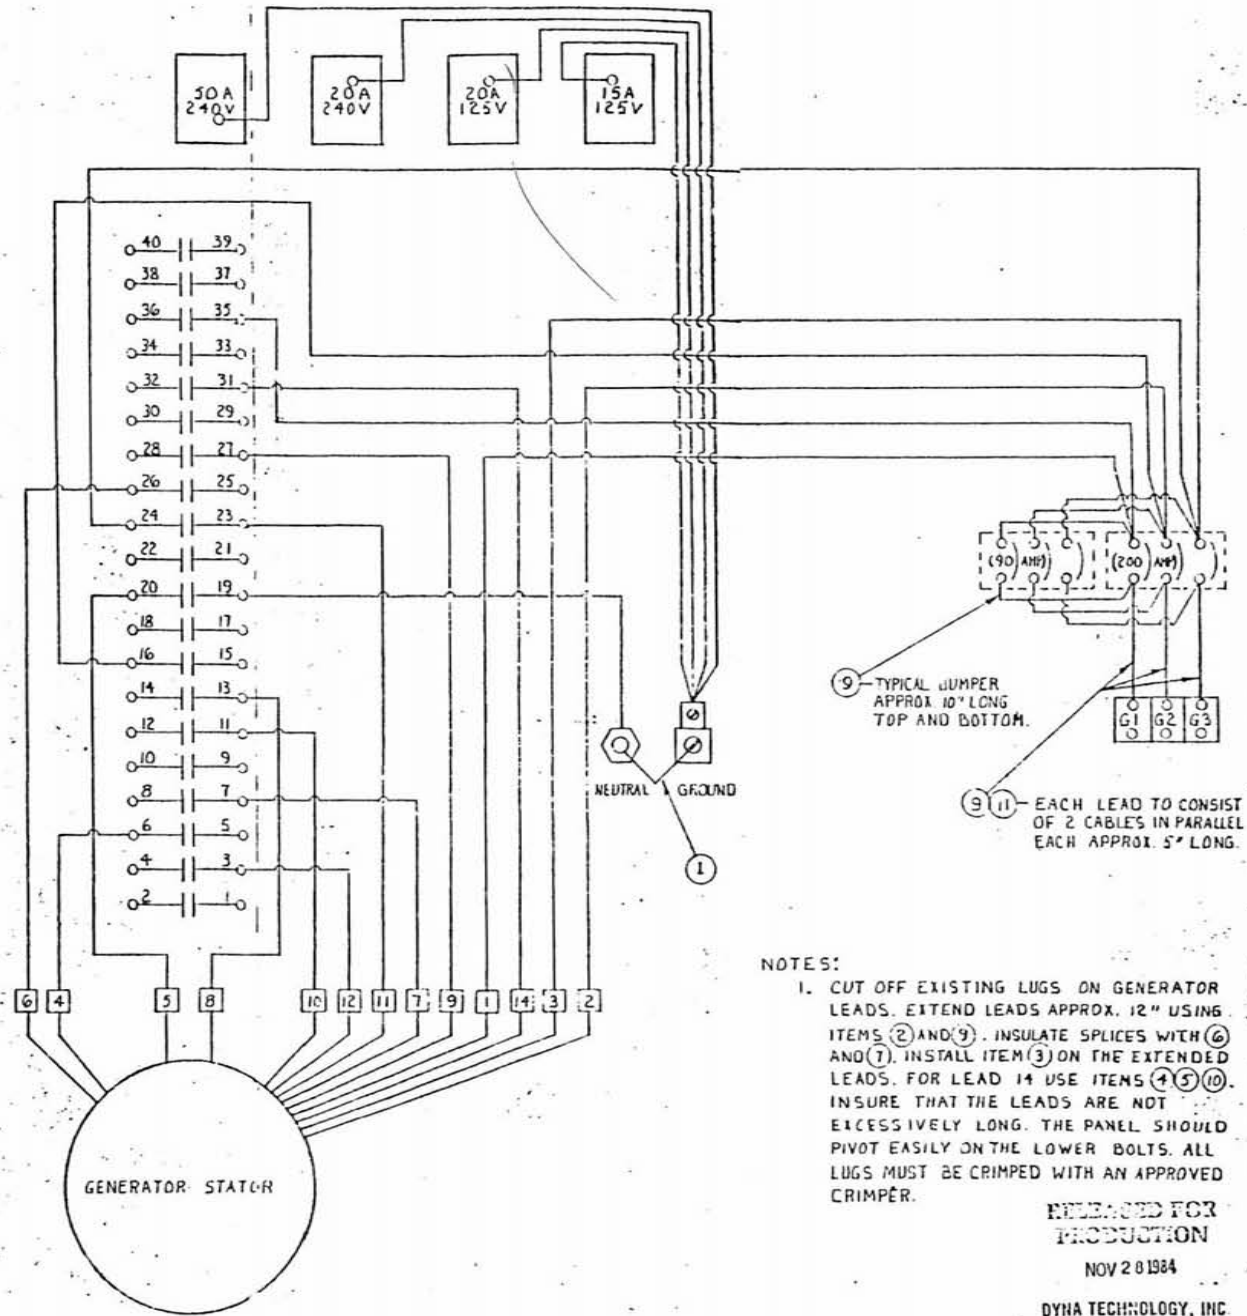 50A 20A 20A 15A
240V 240V 125V 125V
40 39
38 37
36 35
34 33
32 31
30 29
28 27
26 25
24 23
22 21
20 19
18 17
16 15
14 13
12 11
10 9
8 7
6 5
4 3
2 1
(90 AMP) (200 AMP)
9 TYPICAL JUMPER
APPROX. 10" LONG
TOP AND BOTTOM.
G1 G2 G3
NEUTRAL GROUND
1
9 11 EACH LEAD TO CONSIST
OF 2 CABLES IN PARALLEL
EACH APPROX. 5" LONG.
6 4 5 8 10 12 11 7 9 1 14 3 2
GENERATOR STATOR
NOTES:
1. CUT OFF EXISTING LUGS ON GENERATOR
LEADS. EXTEND LEADS APPROX. 12" USING
ITEMS 2 AND 9. INSULATE SPLICES WITH 6
AND 7. INSTALL ITEM 3 ON THE EXTENDED
LEADS. FOR LEAD 14 USE ITEMS 4 5 10.
INSURE THAT THE LEADS ARE NOT
EXCESSIVELY LONG. THE PANEL SHOULD
PIVOT EASILY ON THE LOWER BOLTS. ALL
LUGS MUST BE CRIMPED WITH AN APPROVED
CRIMPER.
RELEASED FOR
PRODUCTION
NOV 28 1984
DYNA TECHNOLOGY, INC